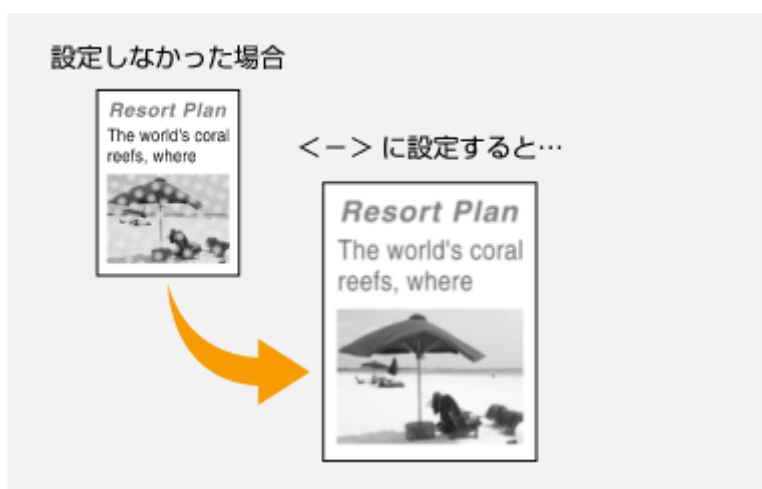 設定しなかった場合
Resort Plan
The world's coral
reefs, where
<ー> に設定すると…
Resort Plan
The world's coral
reefs, where